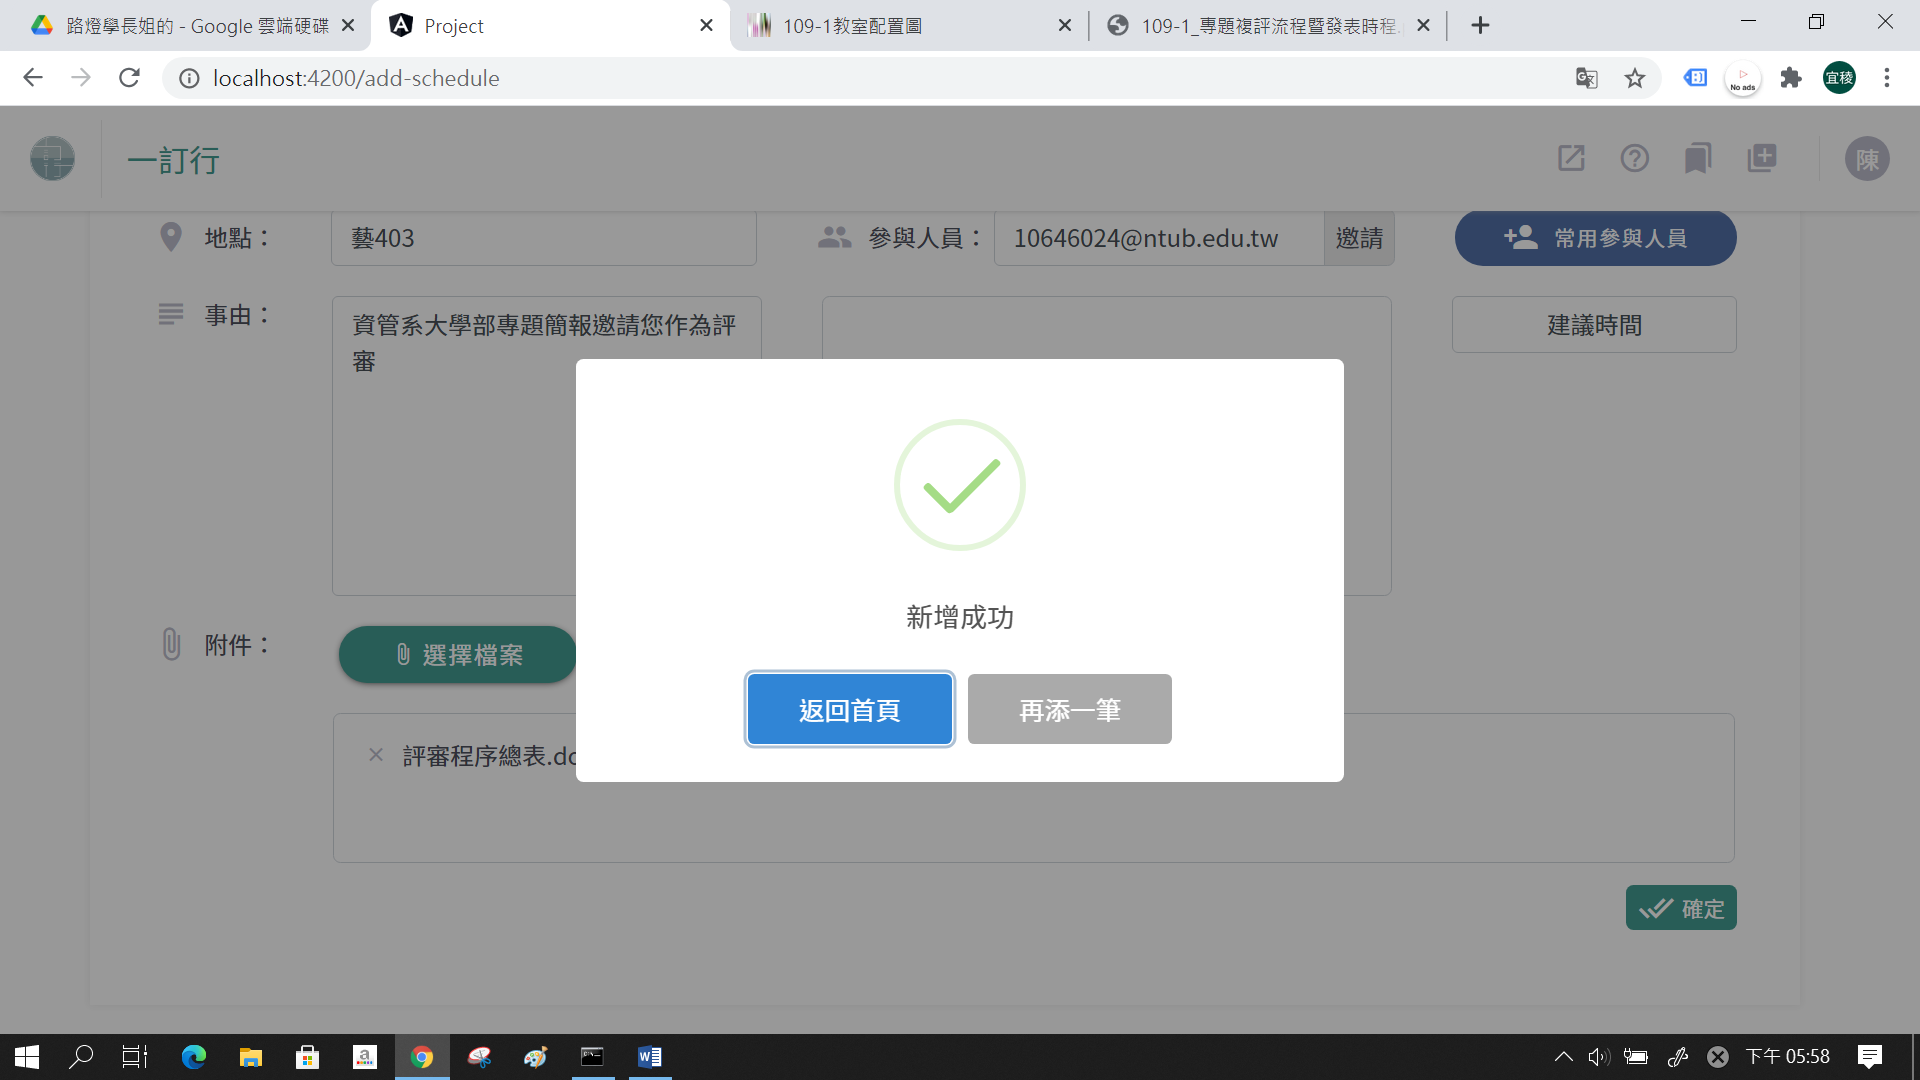 路燈學長姐的 - Google 雲端硬碟
Project
109-1教室配置圖
109-1_專題複評流程暨發表時程.
localhost:4200/add-schedule
No ads
宜稜
一訂行
陳
地點：
藝403
參與人員：
10646024@ntub.edu.tw
邀請
常用參與人員
事由：
資管系大學部專題簡報邀請您作為評
審
建議時間
新增成功
附件：
選擇檔案
返回首頁
再添一筆
評審程序總表.do
確定
下午 05:58